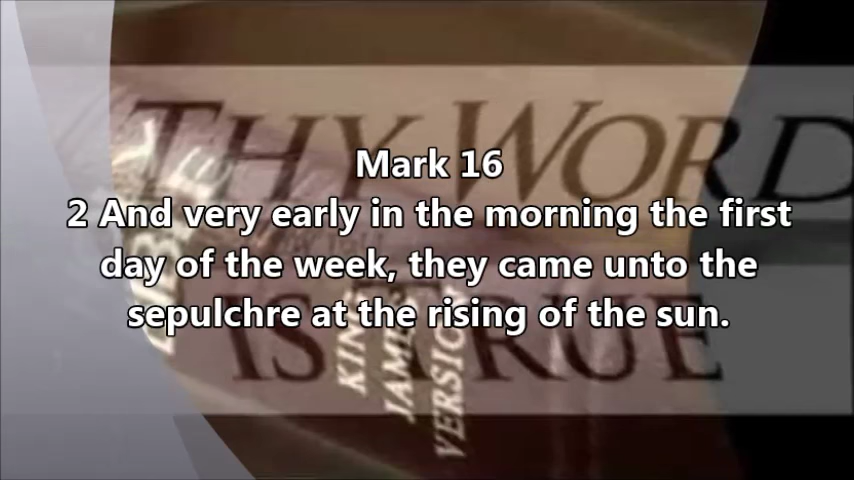 Mark 16
2 And very early in the morning the first
day of the week, they came unto the
sepulchre at the rising of the sun.
THY WORD
IS TRUE
BIBLE
KING
JAMES
VERSION